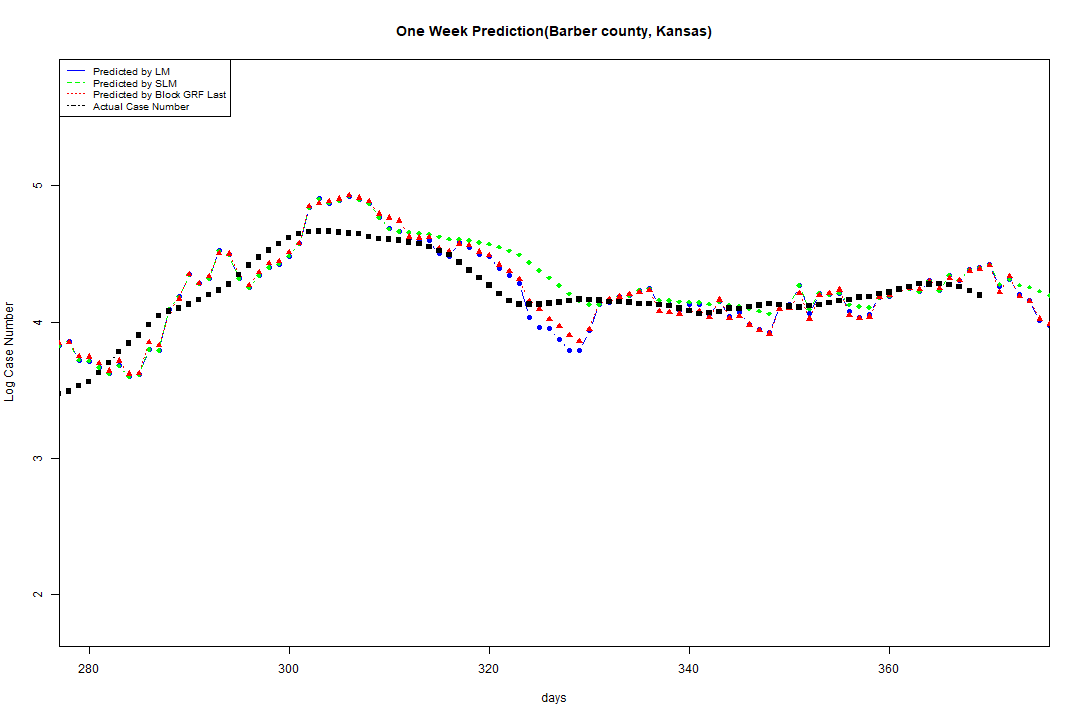 One Week Prediction(Barber county, Kansas)
Predicted by LM
Predicted by SLM
Predicted by Block GRF Last
Actual Case Number
5
4
3
2
Log Case Number
280 300 320 340 360
days